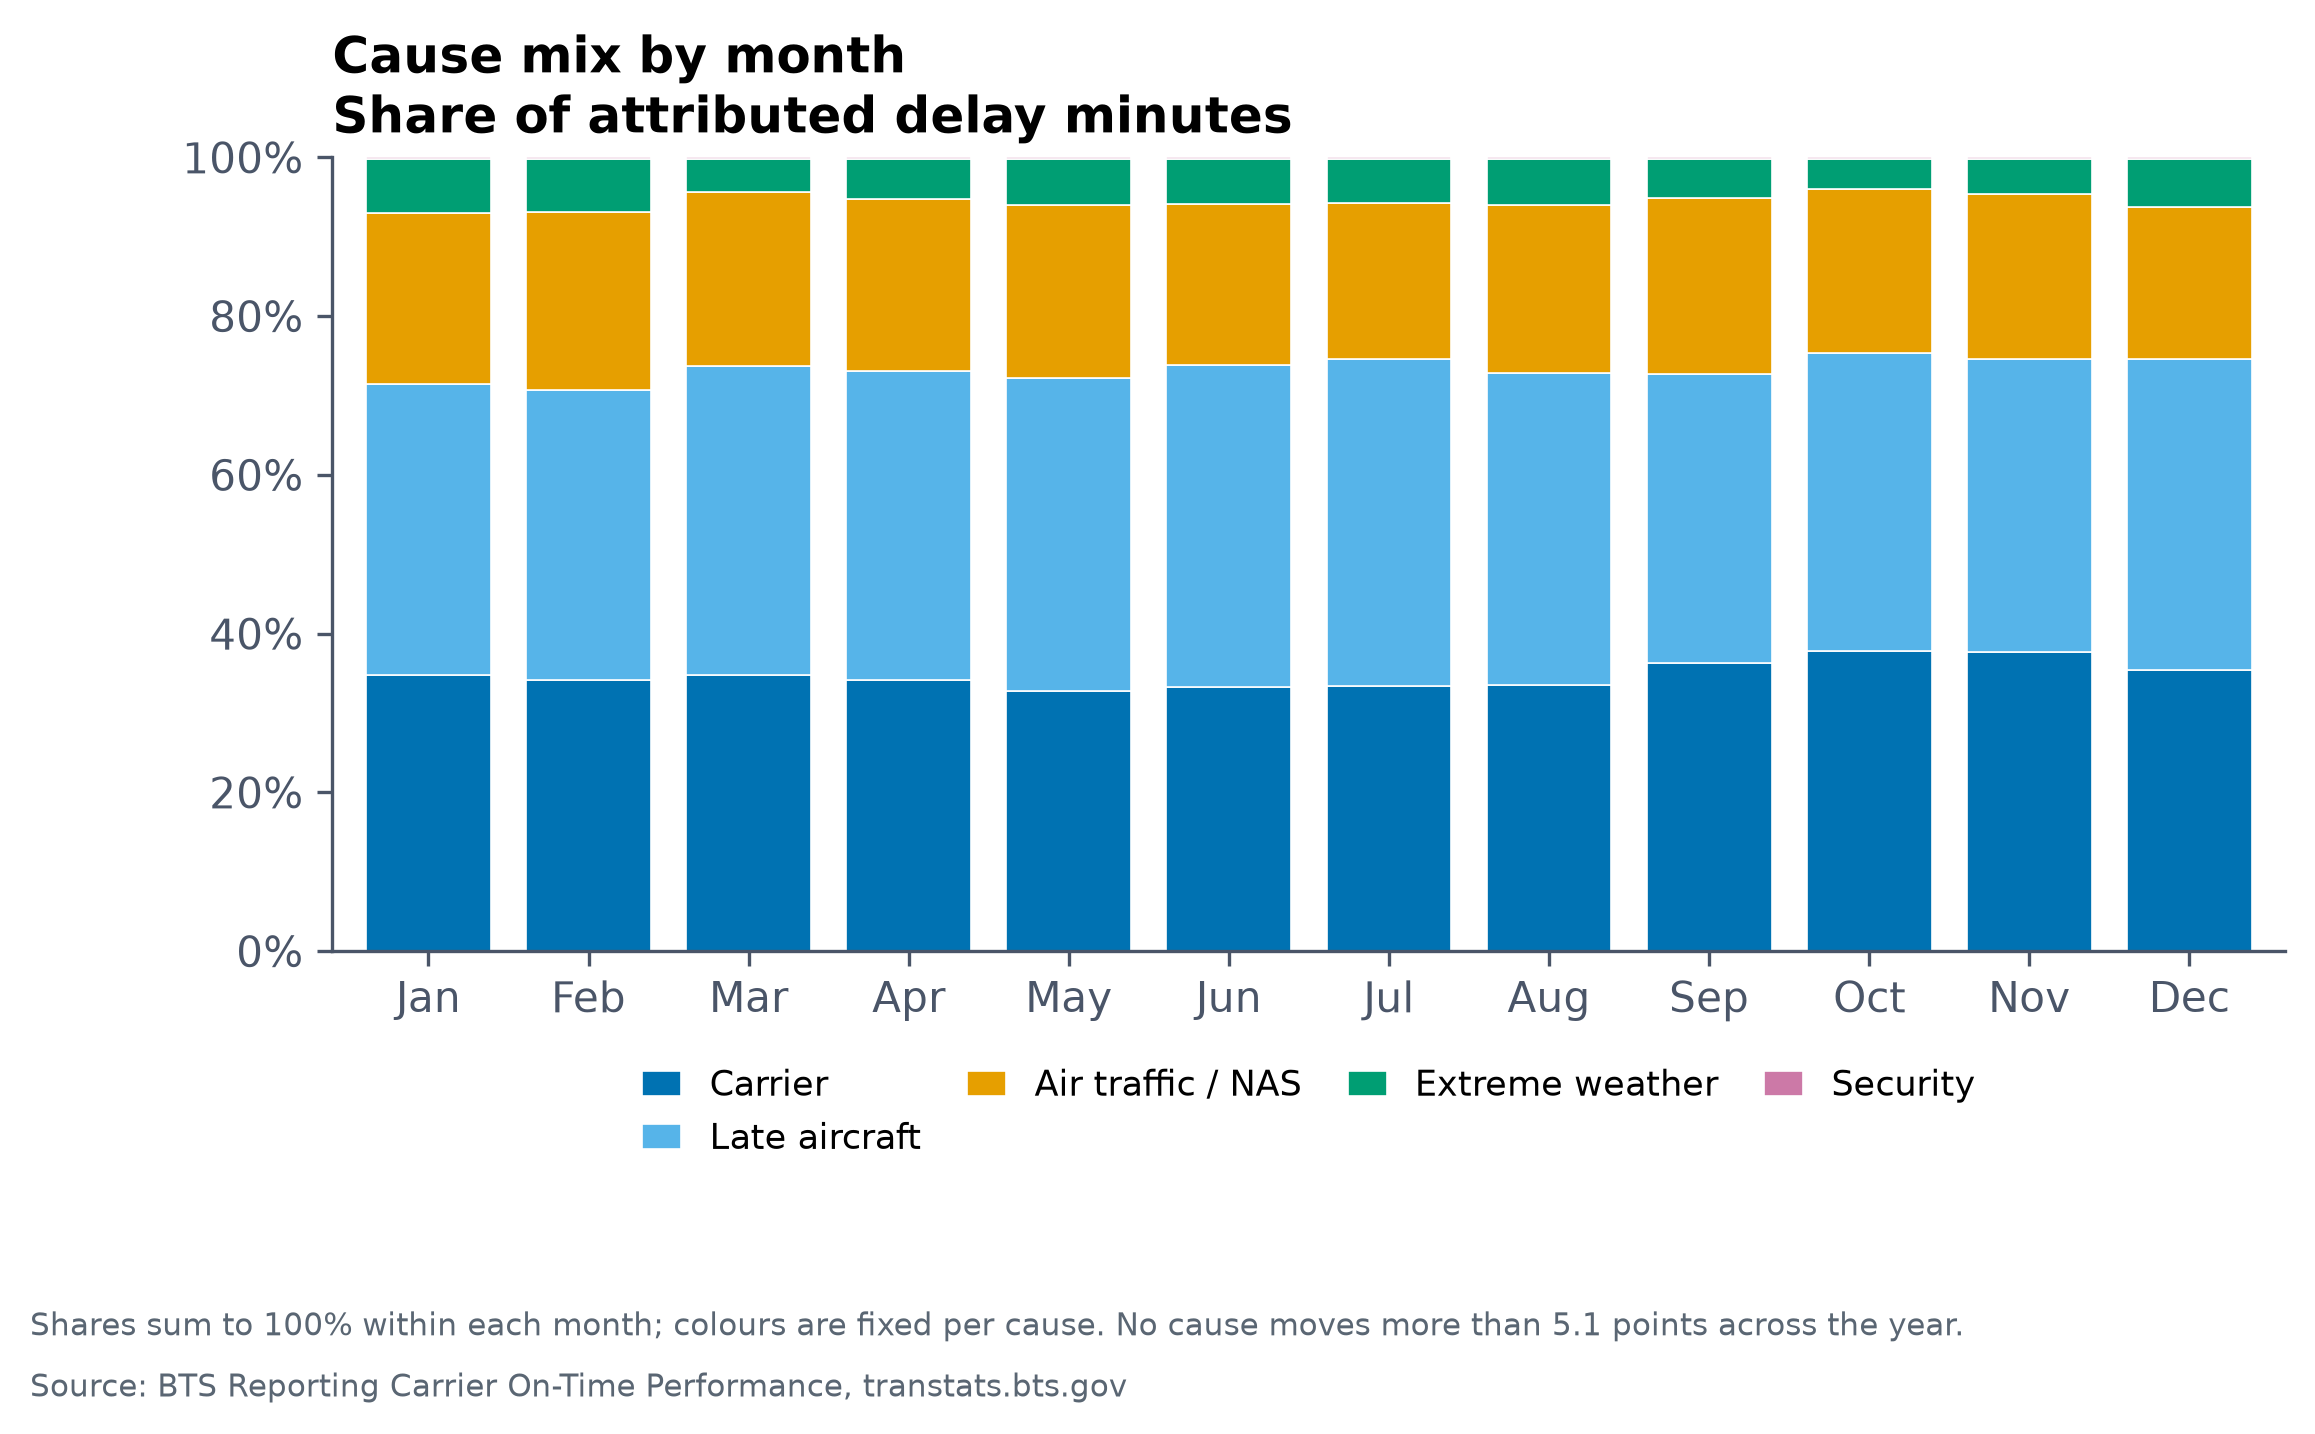 Cause mix by month
Share of attributed delay minutes
100%
80%
60%
40%
20%
0%
Jan Feb Mar Apr May Jun Jul Aug Sep Oct Nov Dec
Carrier Air traffic / NAS Extreme weather Security
Late aircraft
Shares sum to 100% within each month; colours are fixed per cause. No cause moves more than 5.1 points across the year.
Source: BTS Reporting Carrier On-Time Performance, transtats.bts.gov